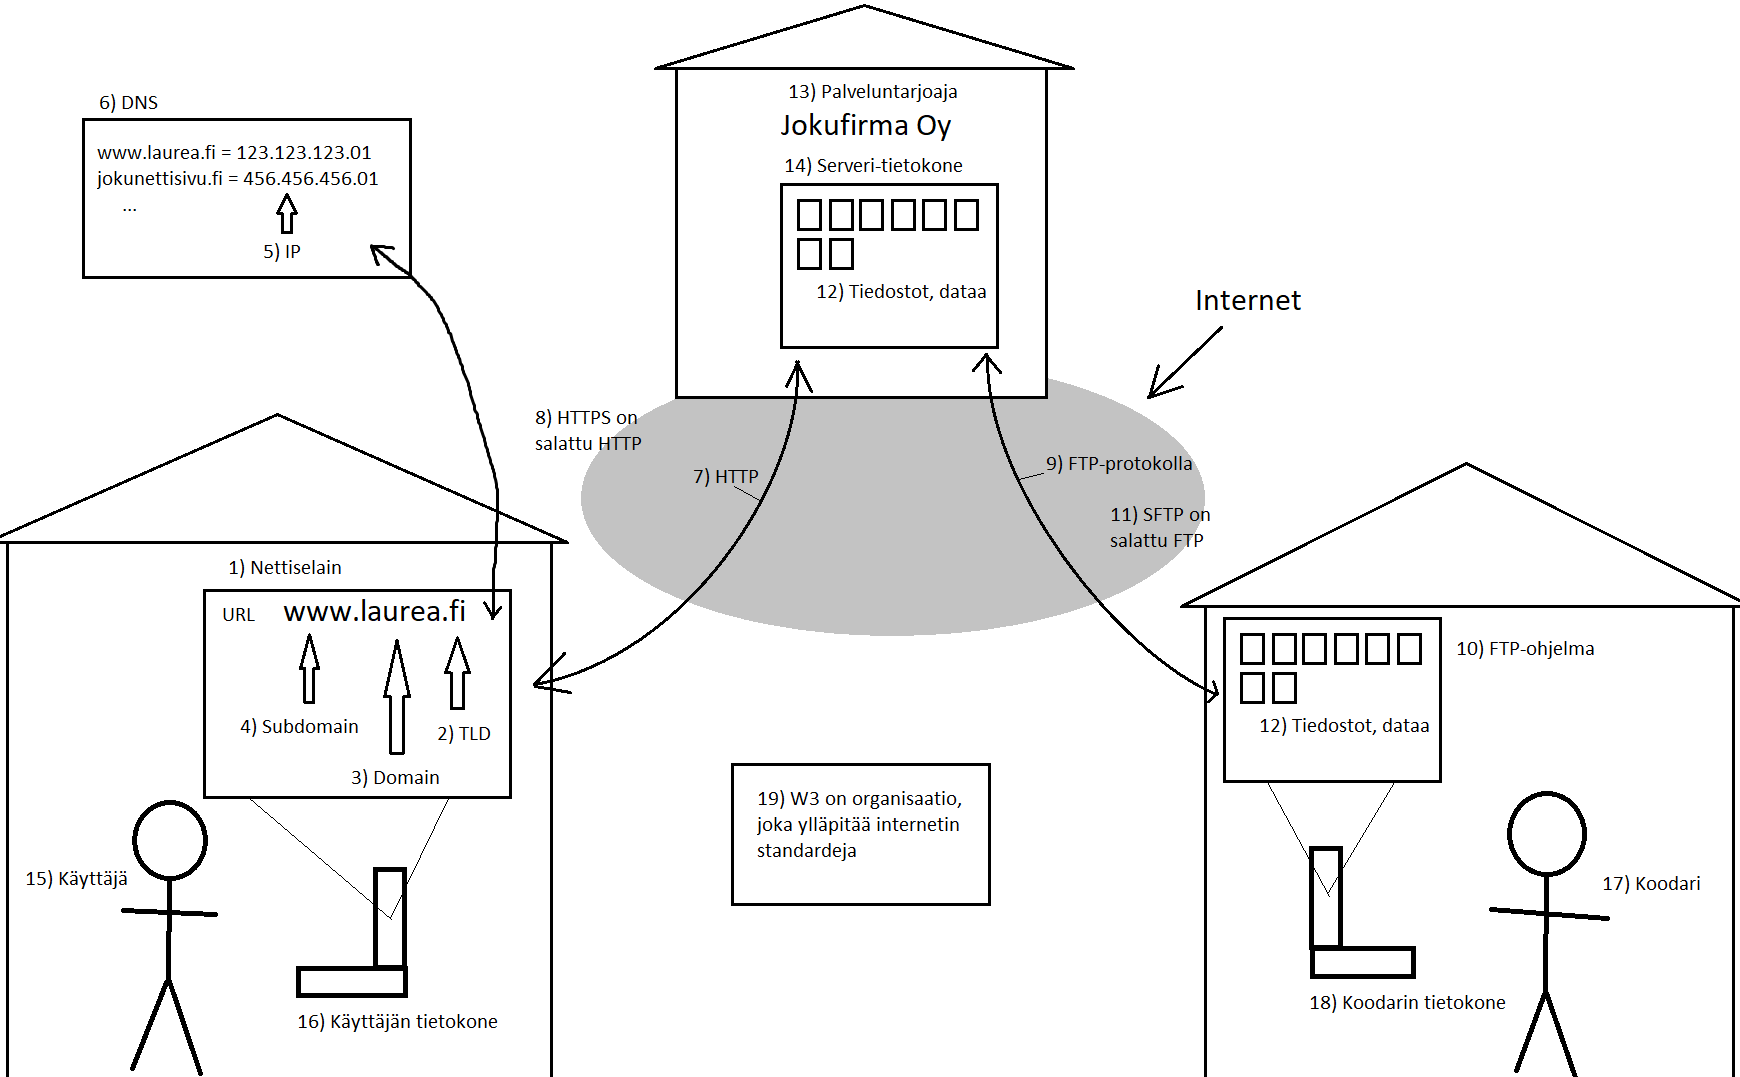 6) DNS
www.laurea.fi = 123.123.123.01
jokunettisivu.fi = 456.456.456.01
...
5) IP
13) Palveluntarjoaja
Jokufirma Oy
14) Serveri-tietokone
12) Tiedostot, dataa
Internet
8) HTTPS on
salattu HTTP
7) HTTP
9) FTP-protokolla
11) SFTP on
salattu FTP
1) Nettiselain
URL www.laurea.fi
4) Subdomain
2) TLD
3) Domain
15) Käyttäjä
16) Käyttäjän tietokone
19) W3 on organisaatio,
joka ylläpitää internetin
standardeja
10) FTP-ohjelma
12) Tiedostot, dataa
17) Koodari
18) Koodarin tietokone